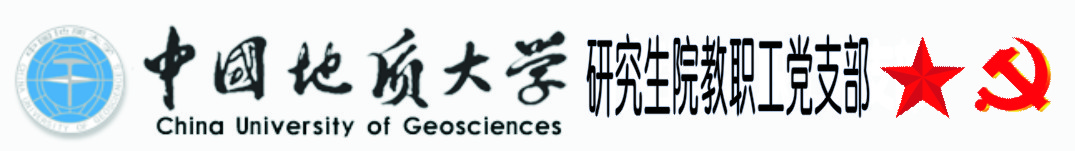 中國地质大学 研究生院教职工党支部
China University of Geosciences